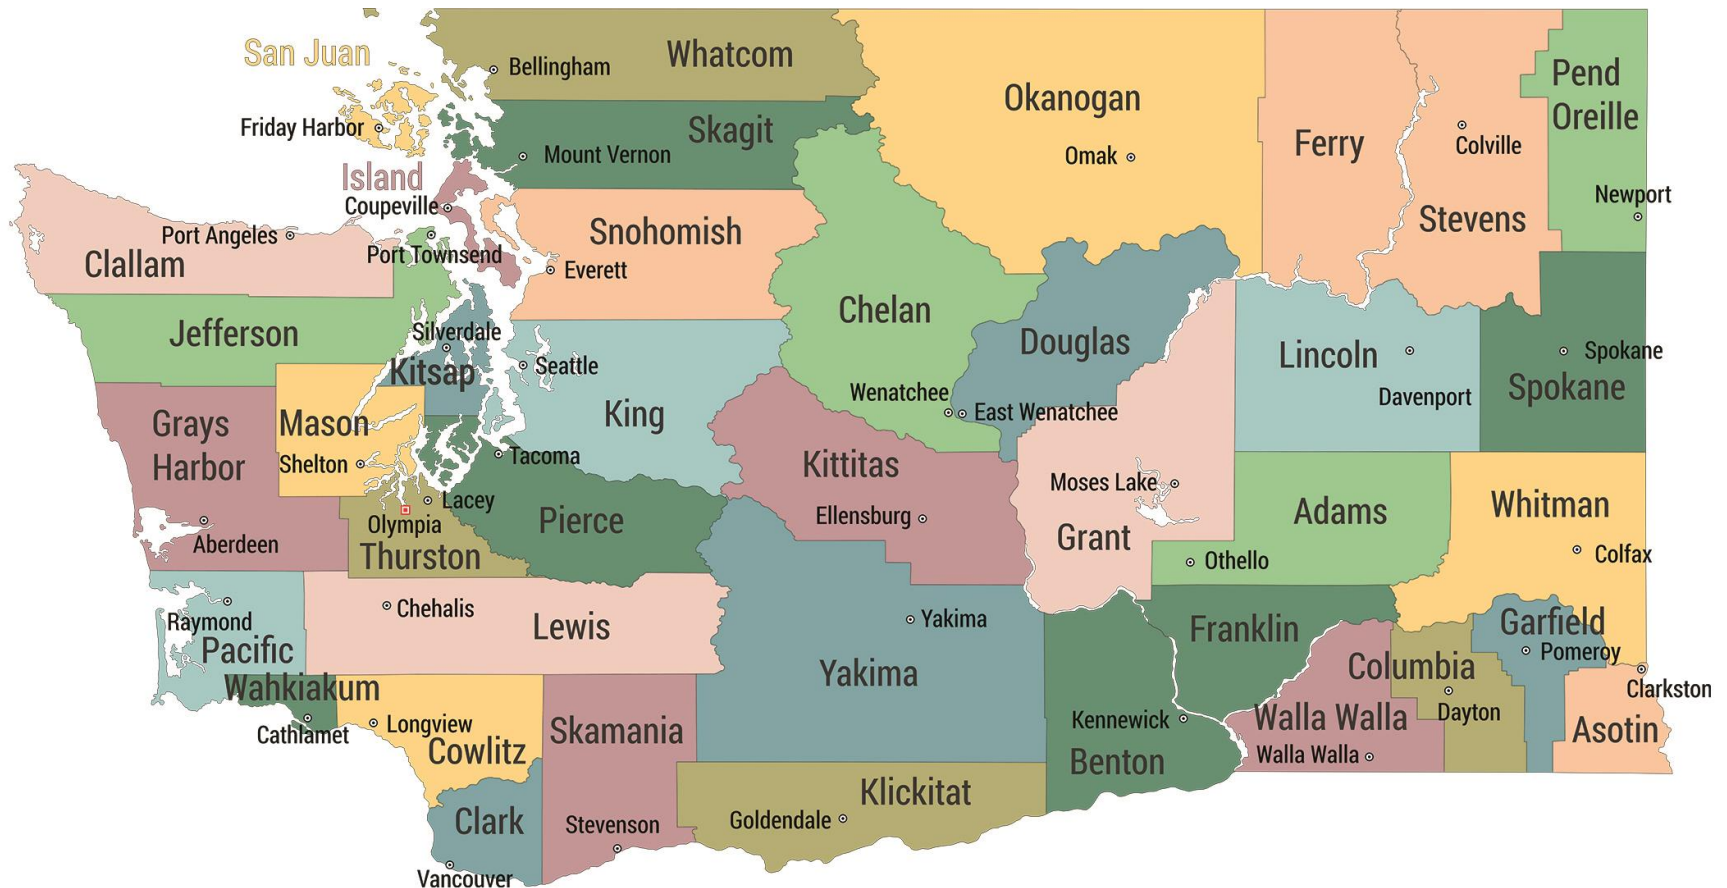 San Juan
Whatcom
Bellingham
Okanogan
Pend
Oreille
Skagit
Friday Harbor
Ferry
Mount Vernon
Omak
Colville
Island
Coupeville
Newport
Stevens
Port Angeles
Snohomish
Clallam
Port Townsend
Everett
Chelan
Jefferson
Silverdale
Douglas
Lincoln
Spokane
Kitsap
Seattle
Spokane
Wenatchee
Davenport
East Wenatchee
Grays
Harbor
Mason
King
Shelton
Tacoma
Kittitas
Moses Lake
Lacey
Whitman
Adams
Olympia
Pierce
Ellensburg
Grant
Aberdeen
Thurston
Othello
Colfax
Chehalis
Raymond
Lewis
Yakima
Franklin
Garfield
Pacific
Pomeroy
Columbia
Yakima
Wahkiakum
Clarkston
Cathlamet
Longview
Skamania
Kennewick
Walla Walla
Dayton
Asotin
Cowlitz
Benton
Walla Walla
Klickitat
Clark
Stevenson
Goldendale
Vancouver